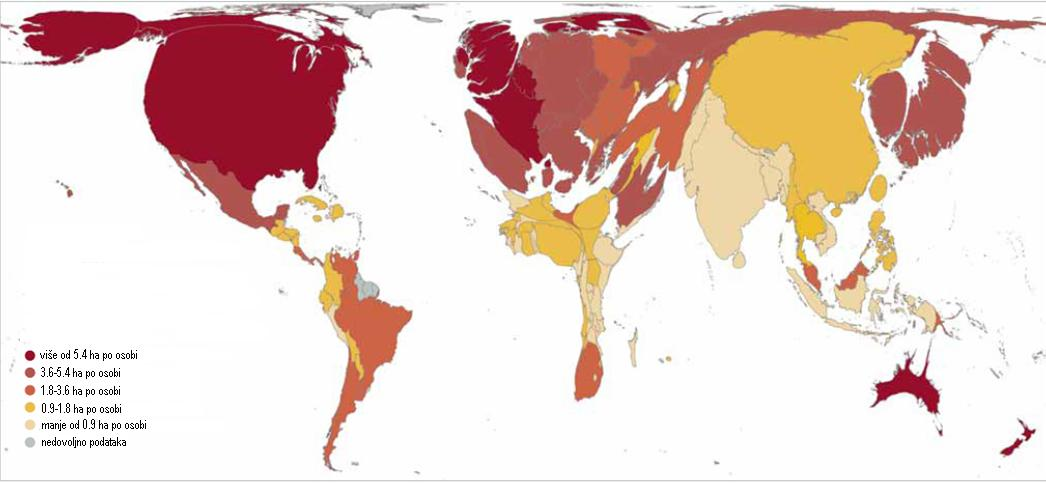 više od 5.4 ha po osobi
3.6-5.4 ha po osobi
1.8-3.6 ha po osobi
0.9-1.8 ha po osobi
manje od 0.9 ha po osobi
nedovoljno podataka